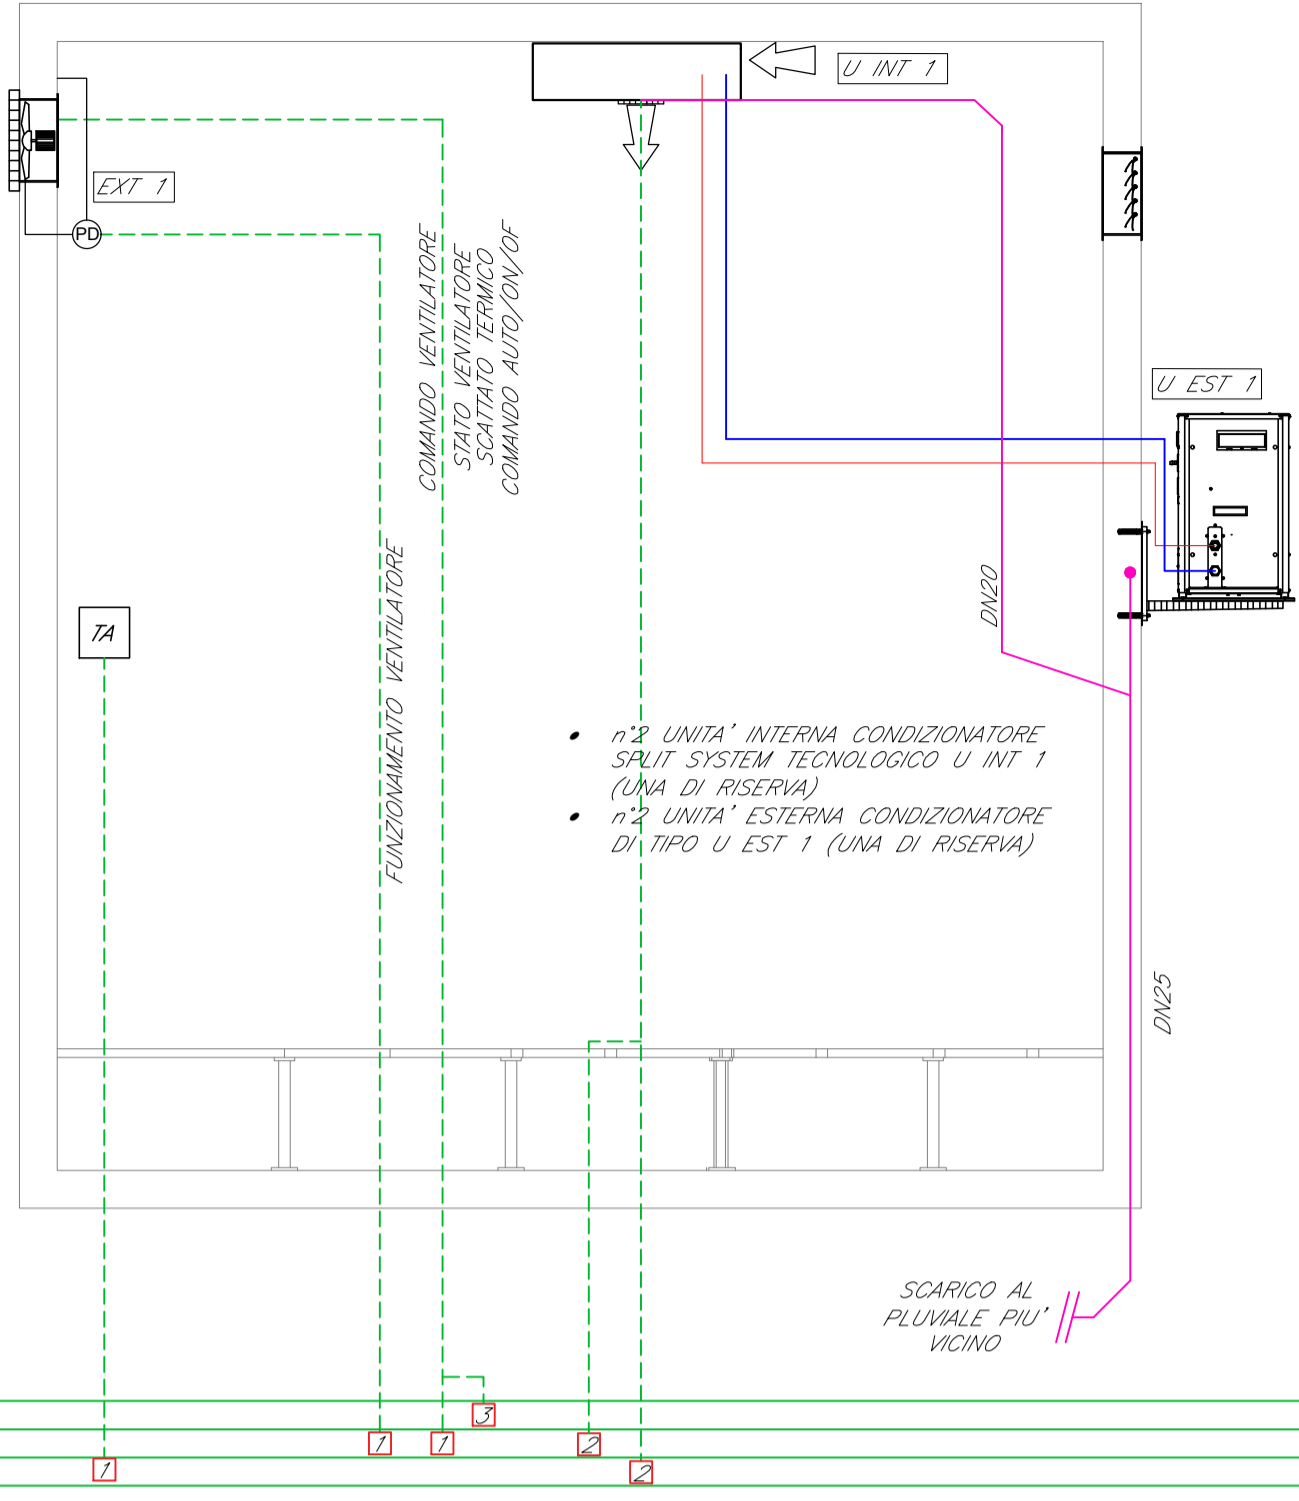 U INT 1
EXT 1
PD
COMANDO VENTILATORE
STATO VENTILATORE
SCATTATO TERMICO
COMANDO AUTO/ON/OF
U EST 1
FUNZIONAMENTO VENTILATORE
DN20
TA
• n°2 UNITA' INTERNA CONDIZIONATORE
SPLIT SYSTEM TECNOLOGICO U INT 1
(UNA DI RISERVA)
• n°2 UNITA' ESTERNA CONDIZIONATORE
DI TIPO U EST 1 (UNA DI RISERVA)
DN25
SCARICO AL
PLUVIALE PIU'
VICINO
3
1
1
2
1
2